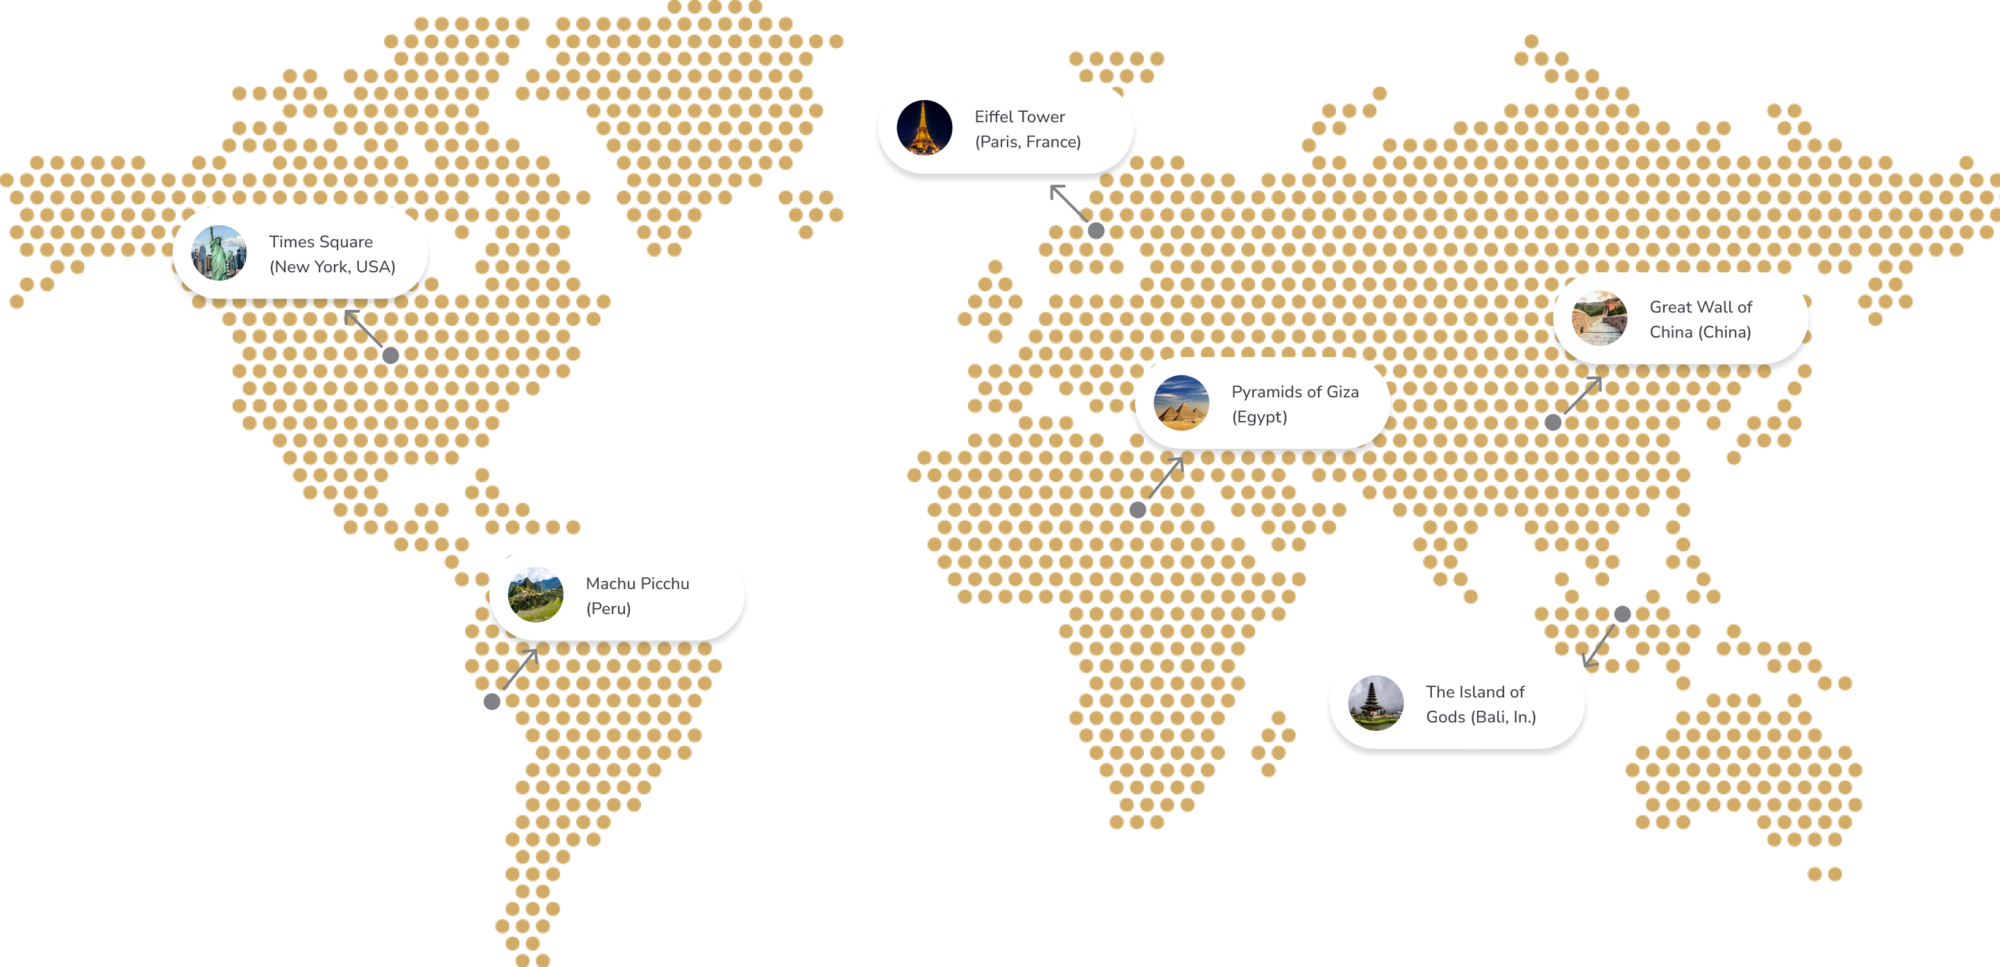 Eiffel Tower
(Paris, France)
Times Square
(New York, USA)
Great Wall of
China (China)
Pyramids of Giza
(Egypt)
Machu Picchu
(Peru)
The Island of
Gods (Bali, In.)